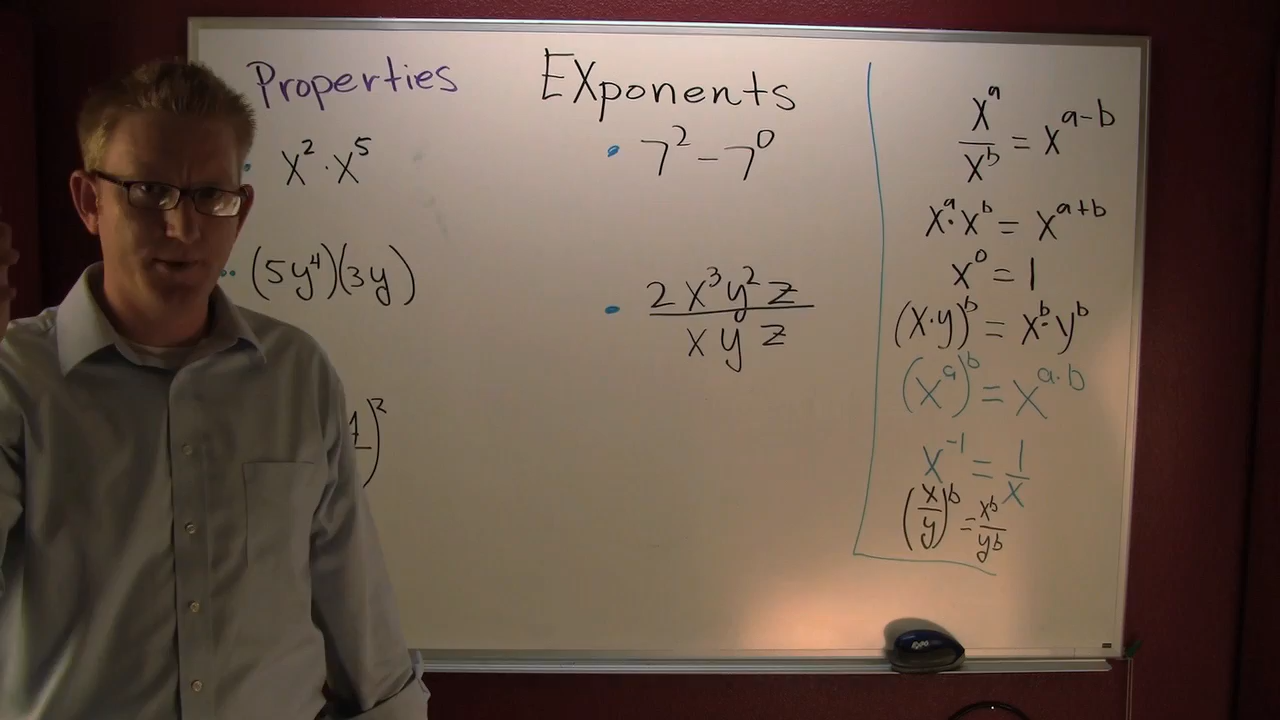 Properties Exponents
x² · x⁵
7² - 7⁰
(5y⁴)(3y)
2x³y²z / xyz
)²
xᵃ / xᵇ = xᵃ⁻ᵇ
xᵃ · xᵇ = xᵃ⁺ᵇ
x⁰ = 1
(x·y)ᵇ = xᵇ · yᵇ
(xᵃ)ᵇ = x^(a·b)
x⁻¹ = 1/x
(x/y)ᵇ = xᵇ/yᵇ